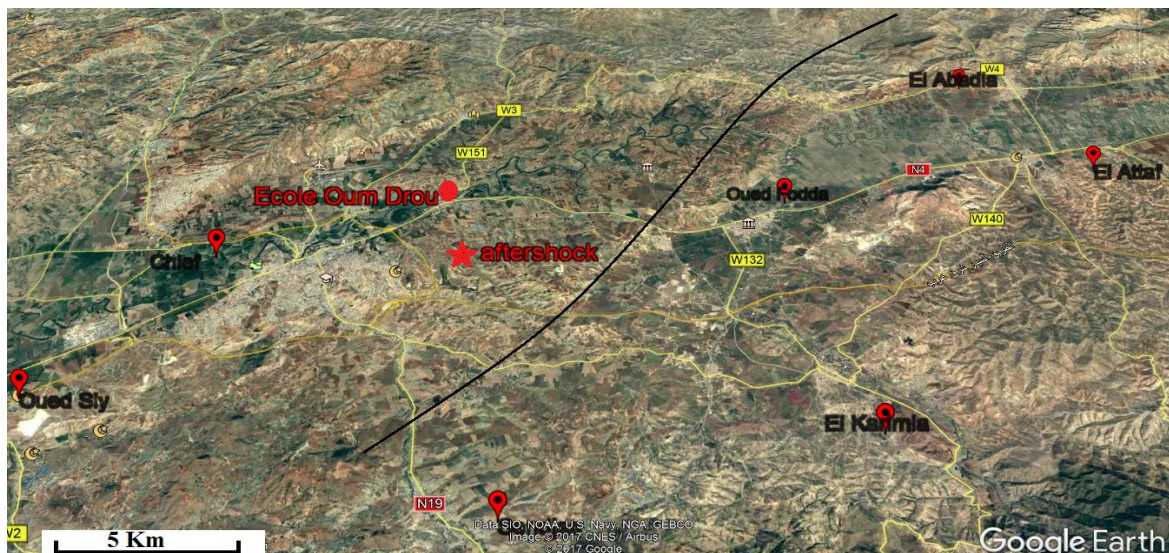 El Abadia
W4
W3
W151
N4
El Attaf
Ecole Oum Drou
Oued Fodda
W140
aftershock
Chlef
W132
Oued Sly
El Karimia
N19
W2
5 Km
Data SIO, NOAA, U.S. Navy, NGA, GEBCO
Image © 2017 CNES / Airbus
© 2017 Google
Google Earth